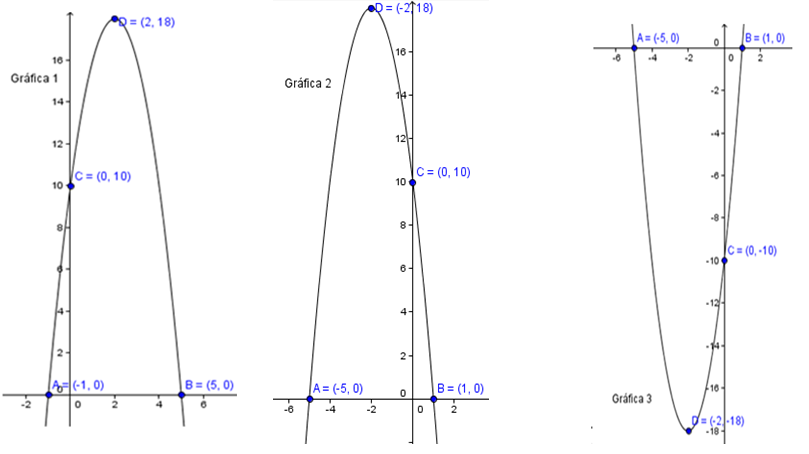 Gráfica 1
D = (2, 18)
16
14
12
10
C = (0, 10)
8
6
4
2
0
A = (-1, 0)
B = (5, 0)
-2
0
2
4
6
Gráfica 2
D = (-2, 18)
16
14
12
10
C = (0, 10)
8
6
4
2
0
A = (-5, 0)
B = (1, 0)
-6
-4
-2
0
2
A = (-5, 0)
0
B = (1, 0)
-6
-4
-2
0
2
-2
-4
-6
-8
C = (0, -10)
-10
-12
-14
-16
Gráfica 3
D = (-2, -18)
-18